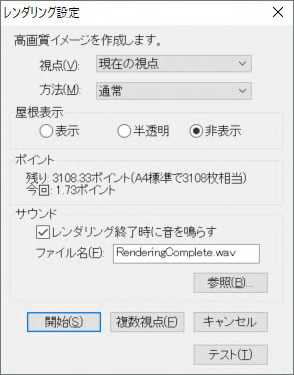 レンダリング設定
高画質イメージを作成します。
視点(V): 現在の視点
方法(M): 通常
屋根表示
表示 半透明 非表示
ポイント
残り: 3108.33ポイント(A4標準で3108枚相当)
今回: 1.73ポイント
サウンド
レンダリング終了時に音を鳴らす
ファイル名(F): RenderingComplete.wav
参照(B)...
開始(S) 複数視点(F) キャンセル
テスト(T)